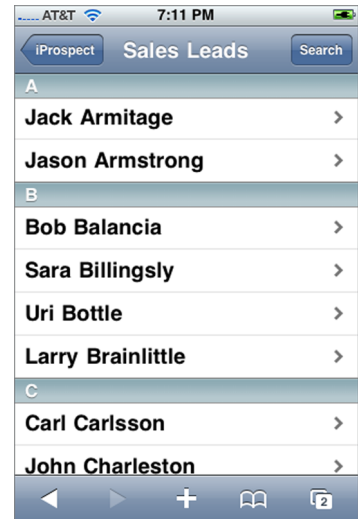 AT&T 7:11 PM
iProspect Sales Leads Search
A
Jack Armitage
Jason Armstrong
B
Bob Balancia
Sara Billingsly
Uri Bottle
Larry Brainlittle
C
Carl Carlsson
John Charleston
2